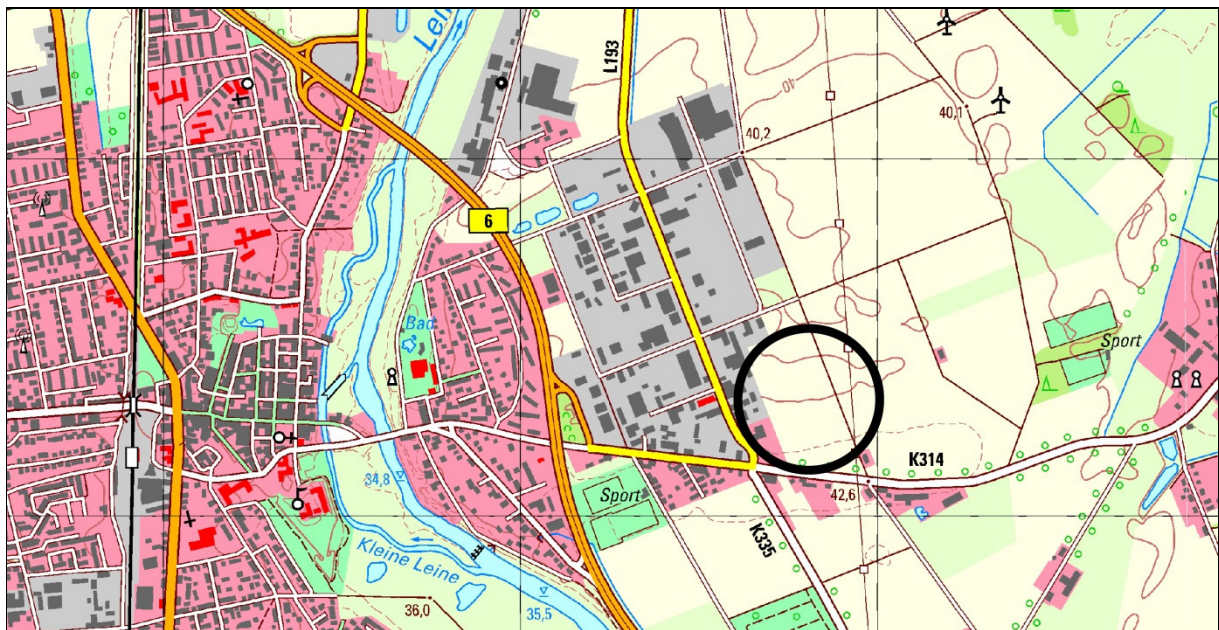 Leine
L193
40
40,2
40,1
6
Bad
Sport
K314
34,8
42,6
Sport
K335
Kleine Leine
36,0
35,5